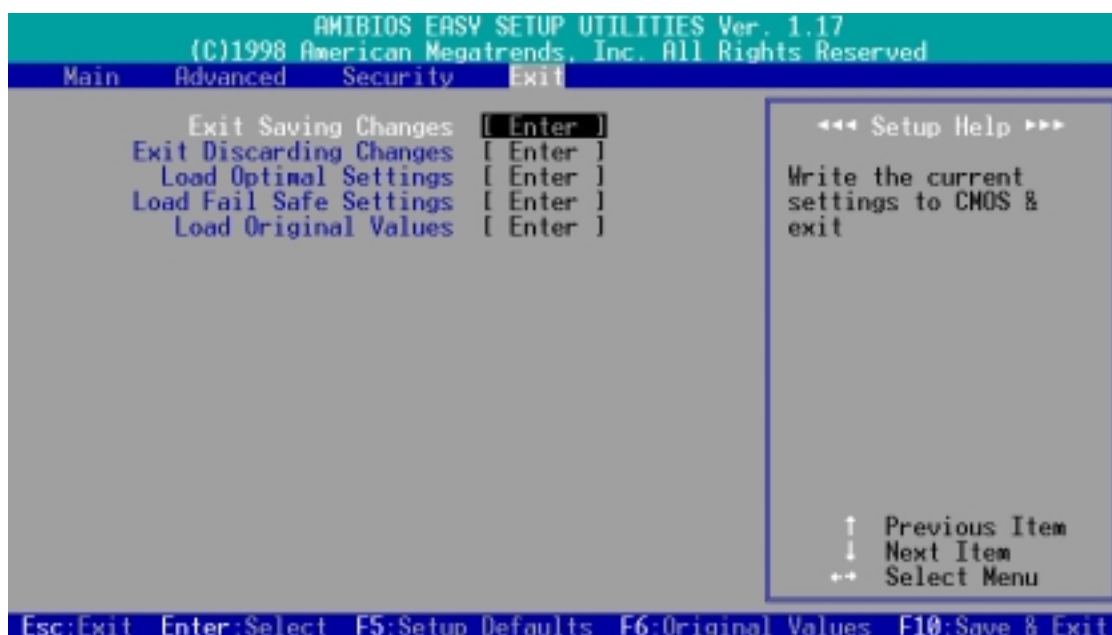 AMIBIOS EASY SETUP UTILITIES Ver. 1.17
(C)1998 American Megatrends, Inc. All Rights Reserved
Main Advanced Security Exit
Exit Saving Changes [ Enter ]
Exit Discarding Changes [ Enter ]
Load Optimal Settings [ Enter ]
Load Fail Safe Settings [ Enter ]
Load Original Values [ Enter ]
◄◄◄ Setup Help ►►►
Write the current
settings to CMOS &
exit
↑ Previous Item
↓ Next Item
←→ Select Menu
Esc:Exit Enter:Select F5:Setup Defaults F6:Original Values F10:Save & Exit